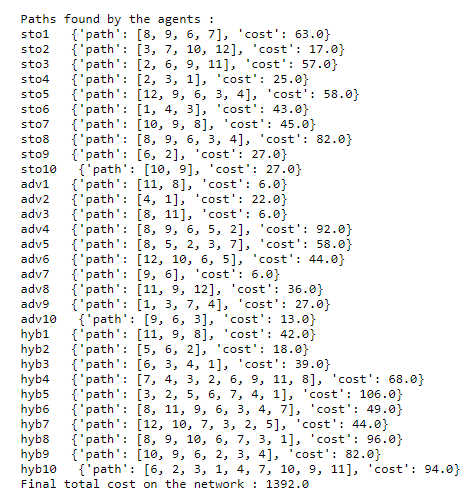 Paths found by the agents :
sto1   {'path': [8, 9, 6, 7], 'cost': 63.0}
sto2   {'path': [3, 7, 10, 12], 'cost': 17.0}
sto3   {'path': [2, 6, 9, 11], 'cost': 57.0}
sto4   {'path': [2, 3, 1], 'cost': 25.0}
sto5   {'path': [12, 9, 6, 3, 4], 'cost': 58.0}
sto6   {'path': [1, 4, 3], 'cost': 43.0}
sto7   {'path': [10, 9, 8], 'cost': 45.0}
sto8   {'path': [8, 9, 6, 3, 4], 'cost': 82.0}
sto9   {'path': [6, 2], 'cost': 27.0}
sto10   {'path': [10, 9], 'cost': 27.0}
adv1   {'path': [11, 8], 'cost': 6.0}
adv2   {'path': [4, 1], 'cost': 22.0}
adv3   {'path': [8, 11], 'cost': 6.0}
adv4   {'path': [8, 9, 6, 5, 2], 'cost': 92.0}
adv5   {'path': [8, 5, 2, 3, 7], 'cost': 58.0}
adv6   {'path': [12, 10, 6, 5], 'cost': 44.0}
adv7   {'path': [9, 6], 'cost': 6.0}
adv8   {'path': [11, 9, 12], 'cost': 36.0}
adv9   {'path': [1, 3, 7, 4], 'cost': 27.0}
adv10   {'path': [9, 6, 3], 'cost': 13.0}
hyb1   {'path': [11, 9, 8], 'cost': 42.0}
hyb2   {'path': [5, 6, 2], 'cost': 18.0}
hyb3   {'path': [6, 3, 4, 1], 'cost': 39.0}
hyb4   {'path': [7, 4, 3, 2, 6, 9, 11, 8], 'cost': 68.0}
hyb5   {'path': [3, 2, 5, 6, 7, 4, 1], 'cost': 106.0}
hyb6   {'path': [8, 11, 9, 6, 3, 4, 7], 'cost': 49.0}
hyb7   {'path': [12, 10, 7, 3, 2, 5], 'cost': 44.0}
hyb8   {'path': [8, 9, 10, 6, 7, 3, 1], 'cost': 96.0}
hyb9   {'path': [10, 9, 6, 2, 3, 4], 'cost': 82.0}
hyb10   {'path': [6, 2, 3, 1, 4, 7, 10, 9, 11], 'cost': 94.0}
Final total cost on the network : 1392.0